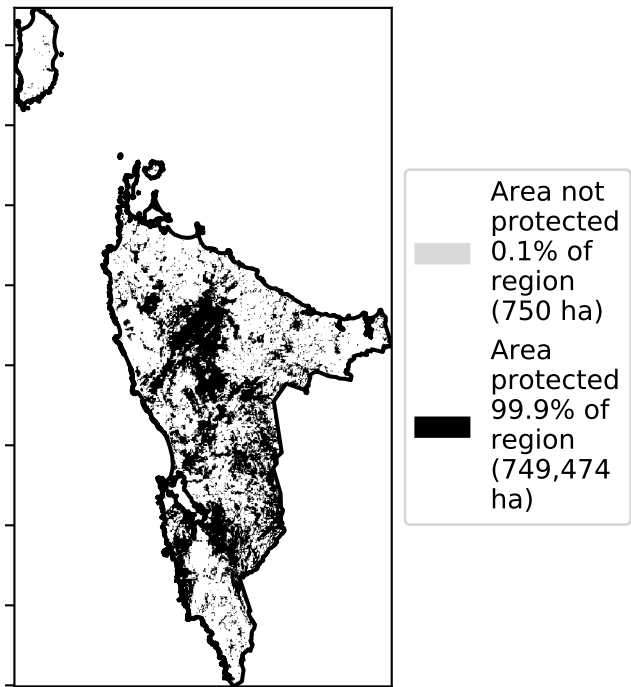 Area not
protected
0.1% of
region
(750 ha)
Area
protected
99.9% of
region
(749,474
ha)